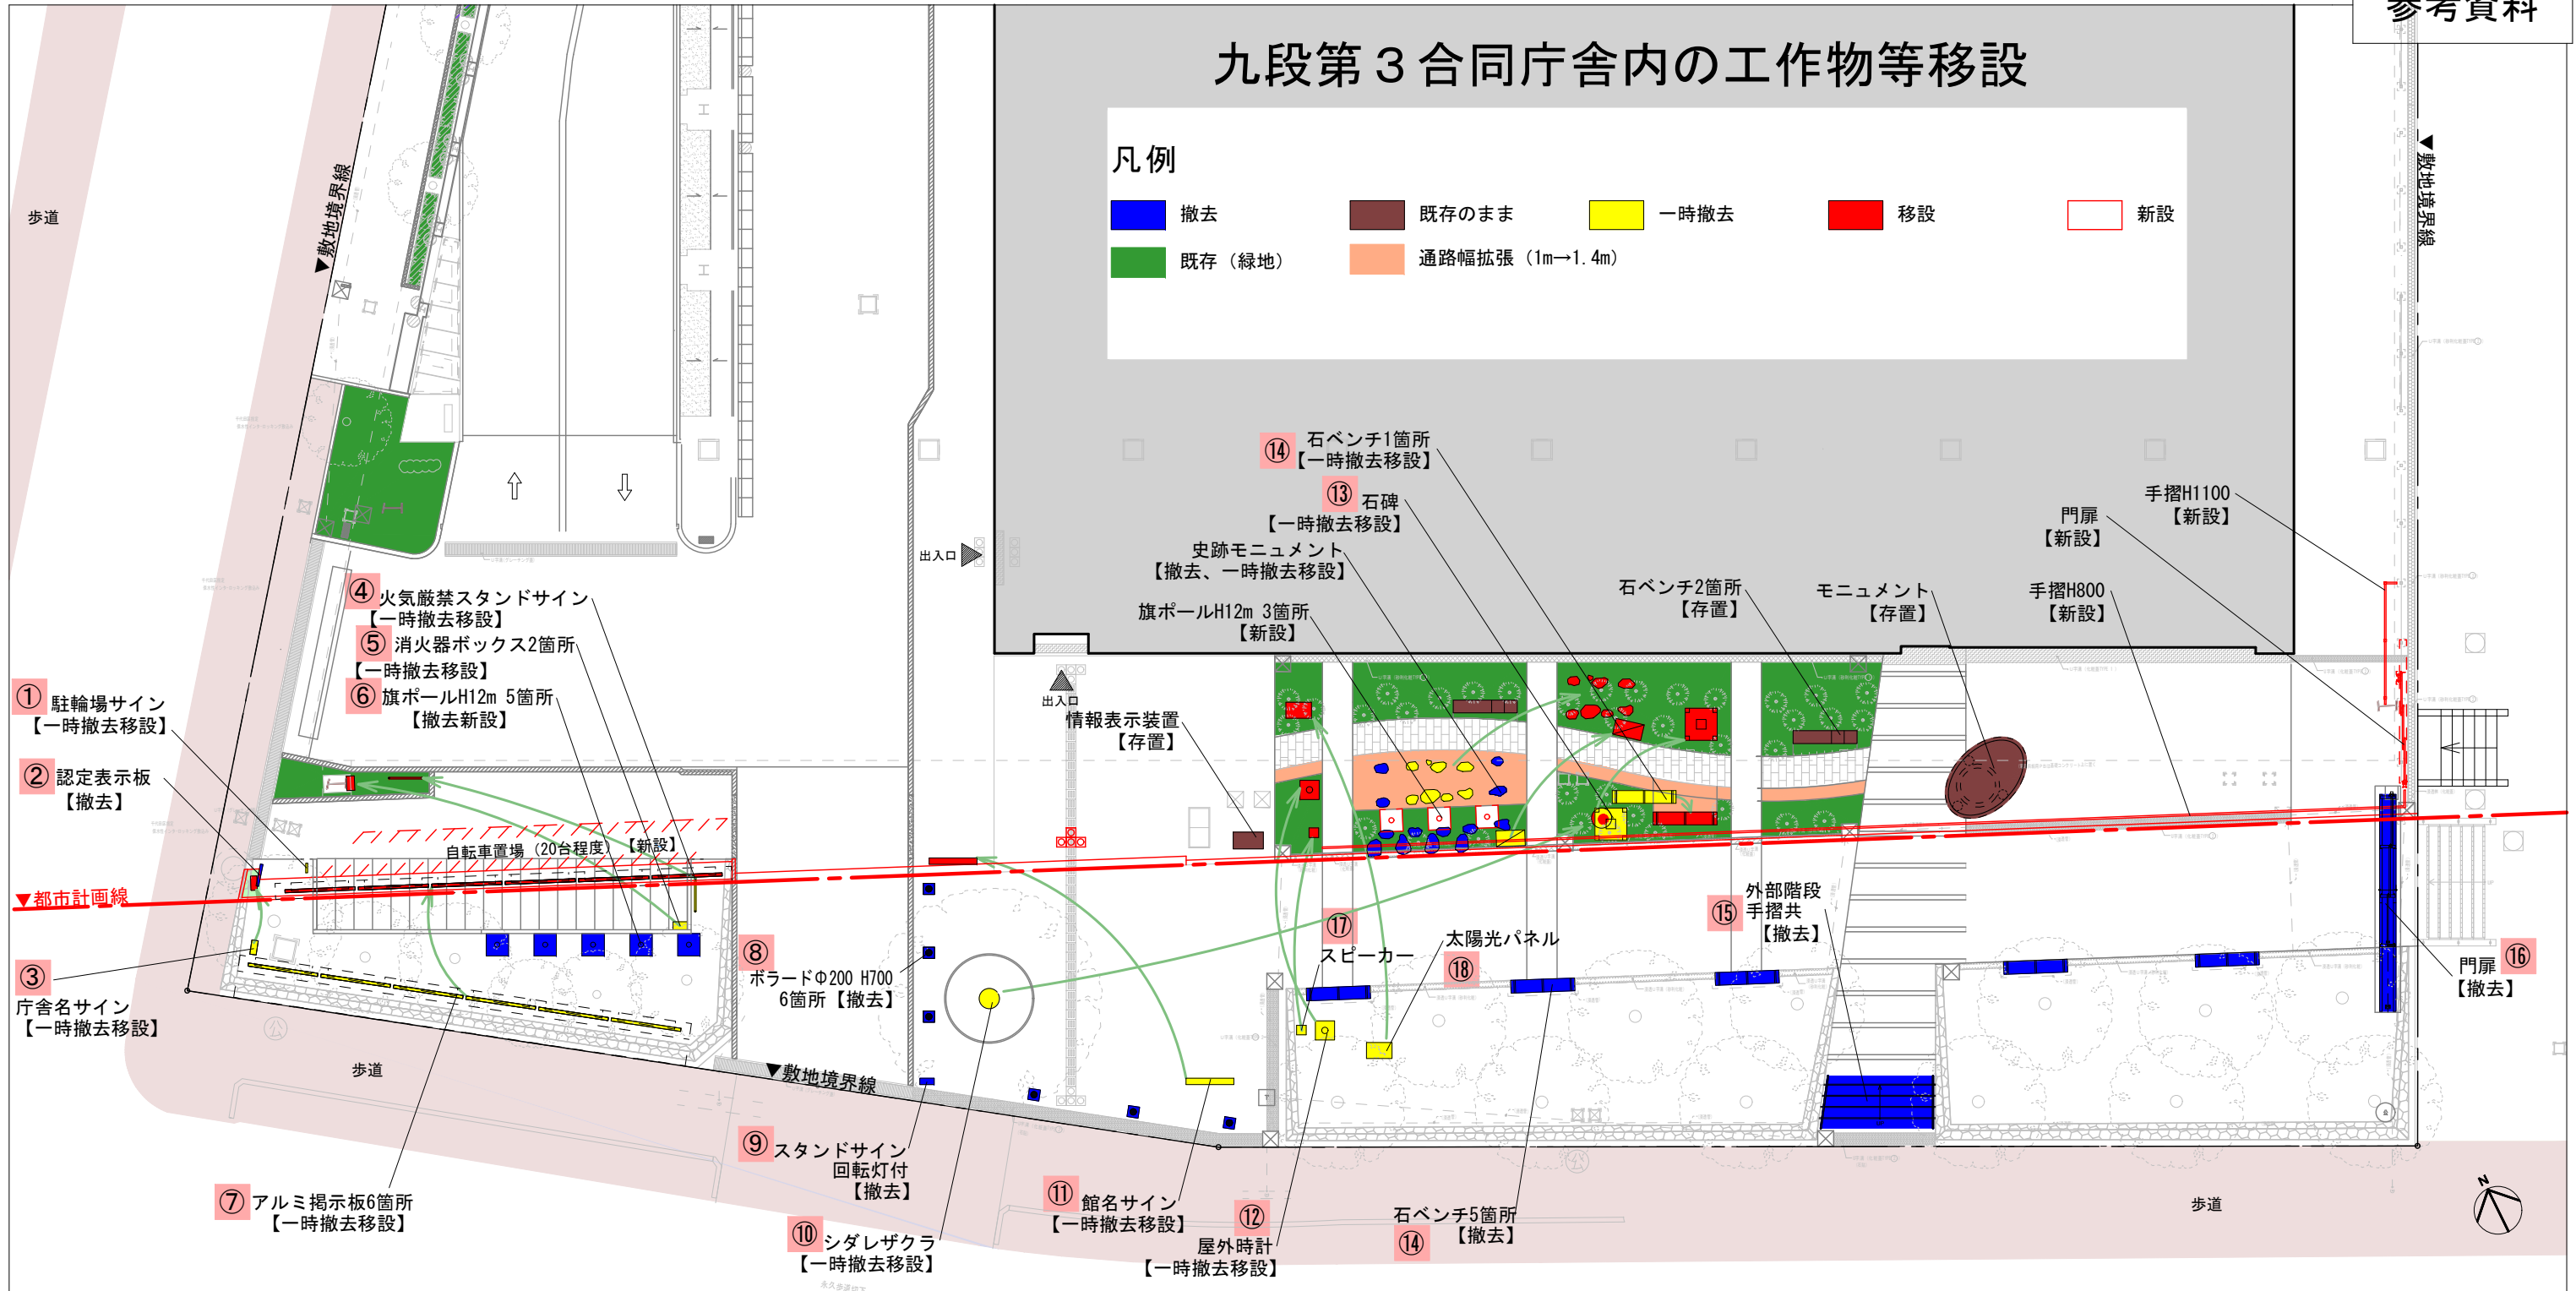 参考資料
九段第３合同庁舎内の工作物等移設
凡例
撤去
既存のまま
一時撤去
移設
新設
既存（緑地）
通路幅拡張（1m→1.4m）
歩道
▼敷地境界線
▼敷地境界線
⑭ 石ベンチ1箇所
【一時撤去移設】
⑬ 石碑
【一時撤去移設】
史跡モニュメント
【撤去、一時撤去移設】
旗ポールH12m 3箇所
【新設】
石ベンチ2箇所
【存置】
モニュメント
【存置】
手摺H800
【新設】
門扉
【新設】
手摺H1100
【新設】
出入口
出入口
情報表示装置
【存置】
④ 火気厳禁スタンドサイン
【一時撤去移設】
⑤ 消火器ボックス2箇所
【一時撤去移設】
⑥ 旗ポールH12m 5箇所
【撤去新設】
① 駐輪場サイン
【一時撤去移設】
② 認定表示板
【撤去】
自転車置場（20台程度）【新設】
▼都市計画線
③
庁舎名サイン
【一時撤去移設】
⑧
ボラードΦ200 H700
6箇所【撤去】
⑰
スピーカー
太陽光パネル
⑱
⑮ 外部階段
手摺共
【撤去】
門扉 ⑯
【撤去】
歩道
▼敷地境界線
⑦ アルミ掲示板6箇所
【一時撤去移設】
⑨ スタンドサイン
回転灯付
【撤去】
⑩ シダレザクラ
【一時撤去移設】
⑪ 館名サイン
【一時撤去移設】
⑫
屋外時計
【一時撤去移設】
石ベンチ5箇所
⑭ 【撤去】
歩道
N